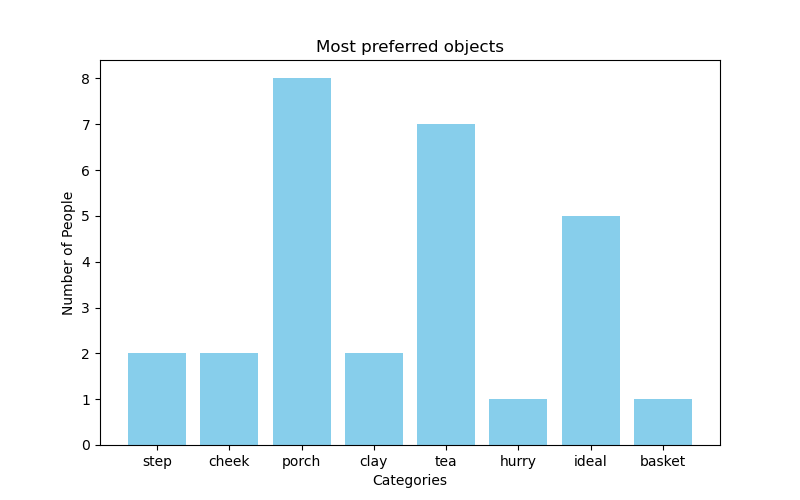 Most preferred objects
Number of People
8
7
6
5
4
3
2
1
0
step cheek porch clay tea hurry ideal basket
Categories